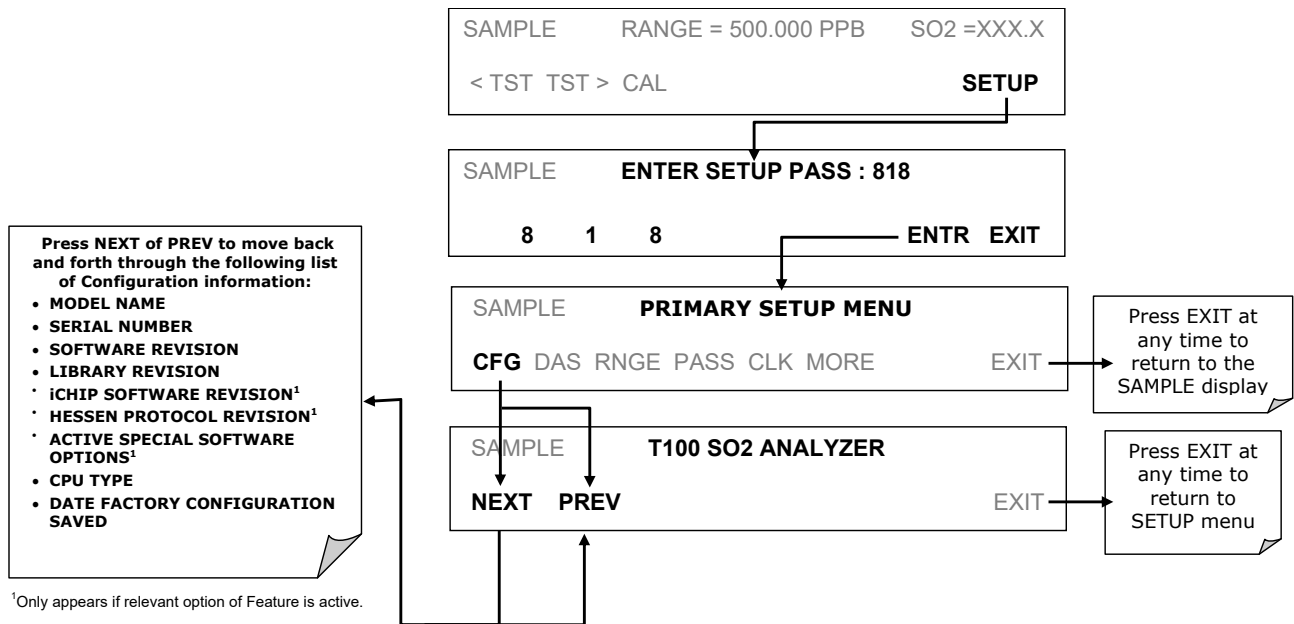 SAMPLE RANGE = 500.000 PPB SO2 =XXX.X
< TST TST > CAL SETUP
SAMPLE ENTER SETUP PASS : 818
8 1 8 ENTR EXIT
SAMPLE PRIMARY SETUP MENU
CFG DAS RNGE PASS CLK MORE EXIT
Press EXIT at
any time to
return to the
SAMPLE display
SAMPLE T100 SO2 ANALYZER
NEXT PREV EXIT
Press EXIT at
any time to
return to
SETUP menu
Press NEXT of PREV to move back
and forth through the following list
of Configuration information:
• MODEL NAME
• SERIAL NUMBER
• SOFTWARE REVISION
• LIBRARY REVISION
• iCHIP SOFTWARE REVISION¹
• HESSEN PROTOCOL REVISION¹
• ACTIVE SPECIAL SOFTWARE
OPTIONS¹
• CPU TYPE
• DATE FACTORY CONFIGURATION
SAVED
¹Only appears if relevant option of Feature is active.